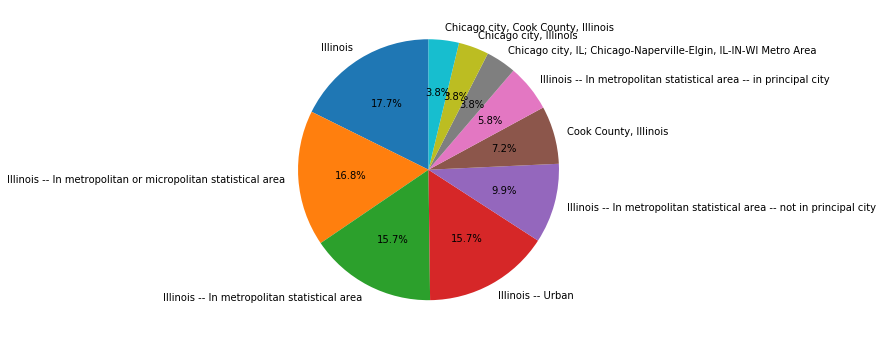 Chicago city, Cook County, Illinois
Chicago city, Illinois
Illinois
Chicago city, IL; Chicago-Naperville-Elgin, IL-IN-WI Metro Area
Illinois -- In metropolitan statistical area -- in principal city
3.8%
3.8%
3.8%
17.7%
5.8%
Cook County, Illinois
7.2%
16.8%
Illinois -- In metropolitan or micropolitan statistical area
9.9%
Illinois -- In metropolitan statistical area -- not in principal city
15.7%
15.7%
Illinois -- Urban
Illinois -- In metropolitan statistical area